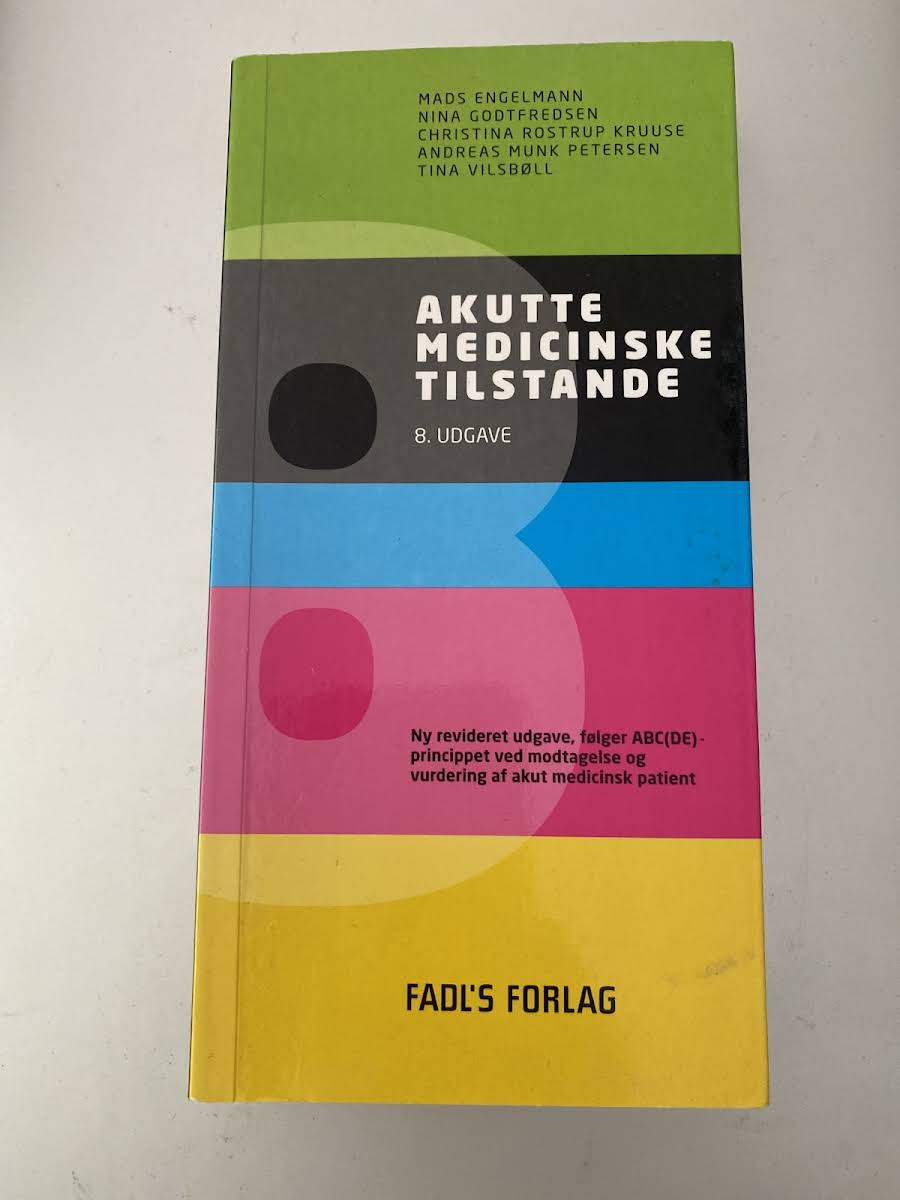 MADS ENGELMANN
NINA GODTFREDSEN
CHRISTINA ROSTRUP KRUUSE
ANDREAS MUNK PETERSEN
TINA VILSBØLL
AKUTTE
MEDICINSKE
TILSTANDE
8. UDGAVE
8
Ny revideret udgave, følger ABC(DE)-
princippet ved modtagelse og
vurdering af akut medicinsk patient
FADL'S FORLAG